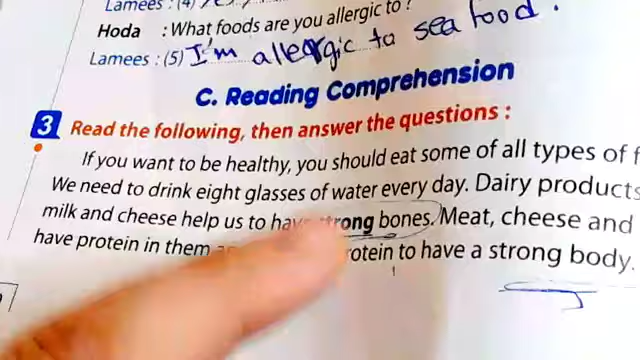 Lamees : (4)
Hoda : What foods are you allergic to ?
Lamees : (5) I'm allergic to sea food.
C. Reading Comprehension
3 Read the following, then answer the questions :
If you want to be healthy, you should eat some of all types of
We need to drink eight glasses of water every day. Dairy products
milk and cheese help us to have strong bones. Meat, cheese and
have protein in them to have a strong body.